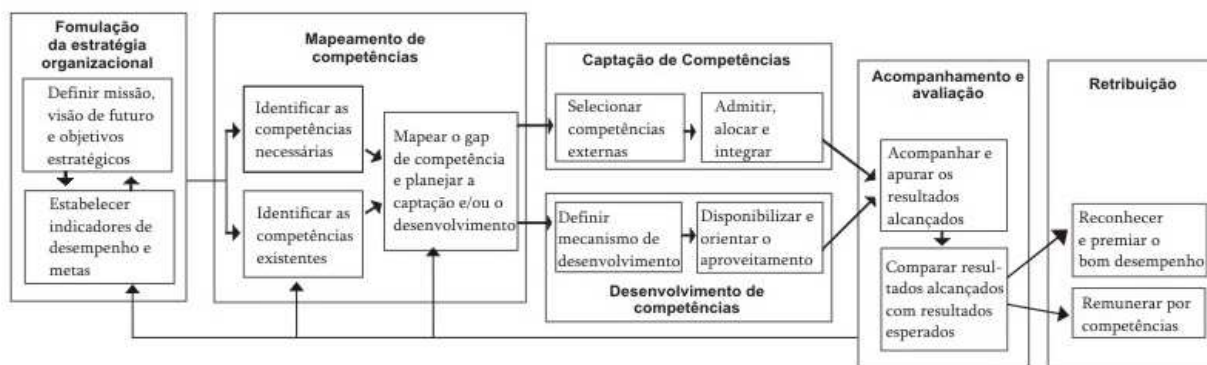 Fomulação
da estratégia
organizacional
Definir missão,
visão de futuro
e objetivos
estratégicos
Estabelecer
indicadores de
desempenho e
metas
Mapeamento de
competências
Identificar as
competências
necessárias
Identificar as
competências
existentes
Mapear o gap
de competência
e planejar a
captação e/ou o
desenvolvimento
Captação de Competências
Selecionar
competências
externas
Admitir,
alocar e
integrar
Definir
mecanismo de
desenvolvimento
Disponibilizar e
orientar o
aproveitamento
Desenvolvimento de
competências
Acompanhamento e
avaliação
Acompanhar e
apurar os
resultados
alcançados
Comparar resul-
tados alcançados
com resultados
esperados
Retribuição
Reconhecer
e premiar o
bom desempenho
Remunerar por
competências